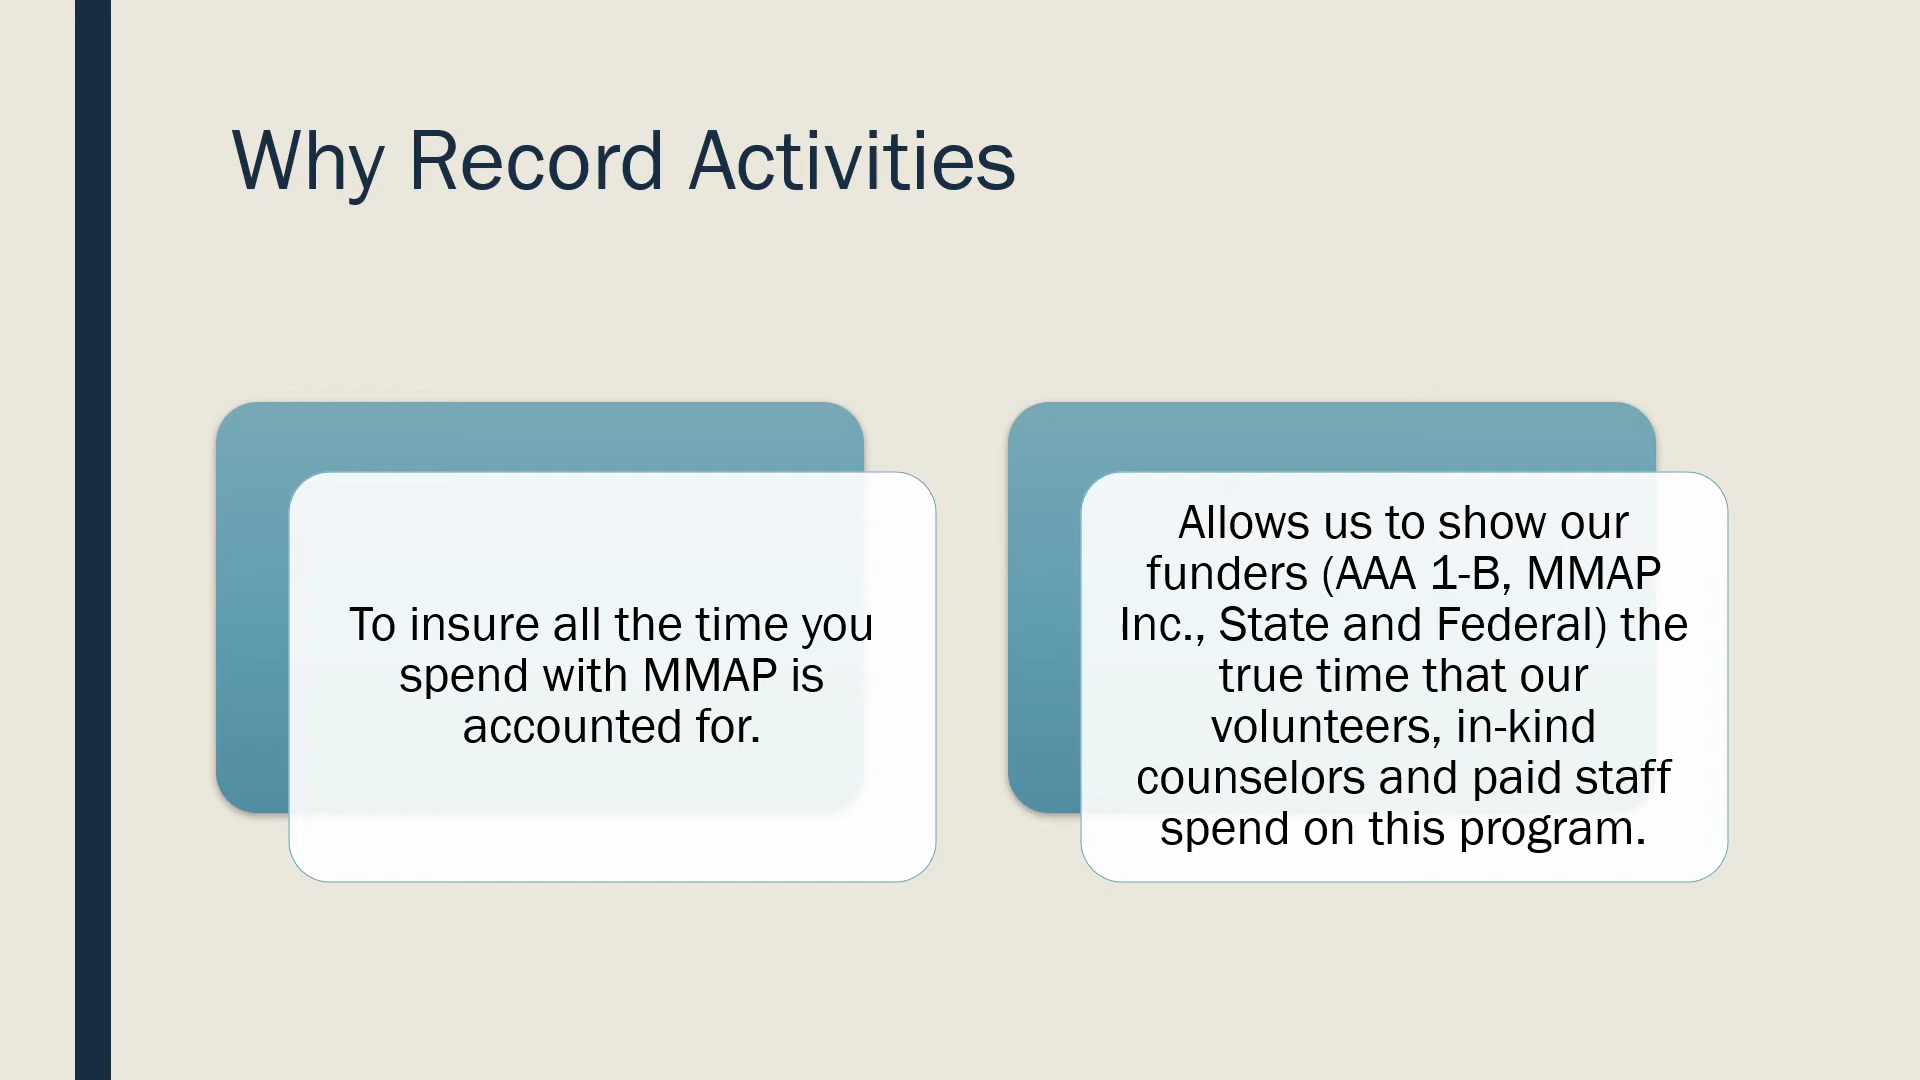 Why Record Activities
To insure all the time you
spend with MMAP is
accounted for.
Allows us to show our
funders (AAA 1-B, MMAP
Inc., State and Federal) the
true time that our
volunteers, in-kind
counselors and paid staff
spend on this program.